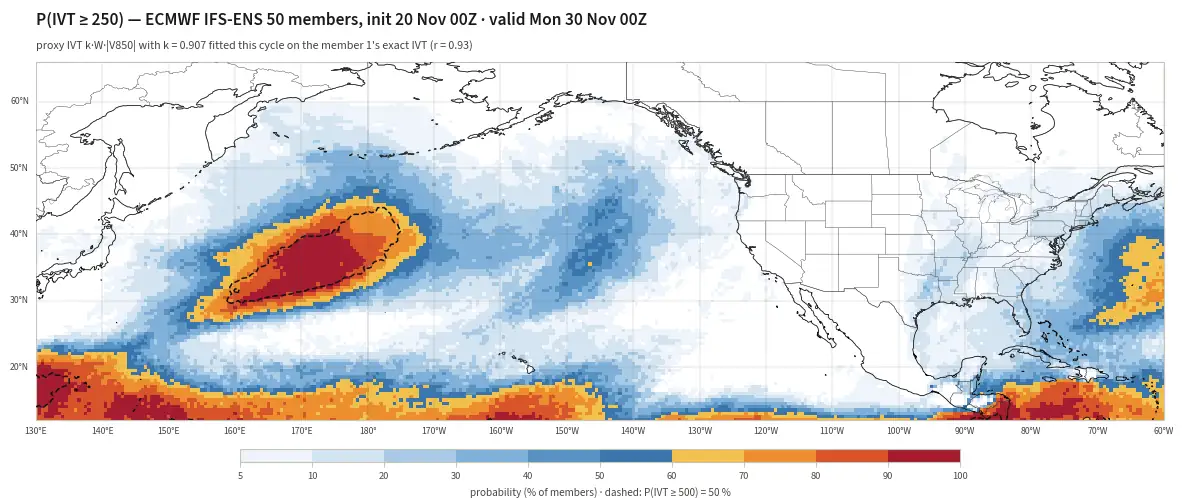 P(IVT ≥ 250) — ECMWF IFS-ENS 50 members, init 20 Nov 00Z · valid Mon 30 Nov 00Z
proxy IVT k·W·|V850| with k = 0.907 fitted this cycle on the member 1's exact IVT (r = 0.93)
60°N
50°N
40°N
30°N
20°N
130°E 140°E 150°E 160°E 170°E 180° 170°W 160°W 150°W 140°W 130°W 120°W 110°W 100°W 90°W 80°W 70°W 60°W
5 10 20 30 40 50 60 70 80 90 100
probability (% of members) · dashed: P(IVT ≥ 500) = 50 %